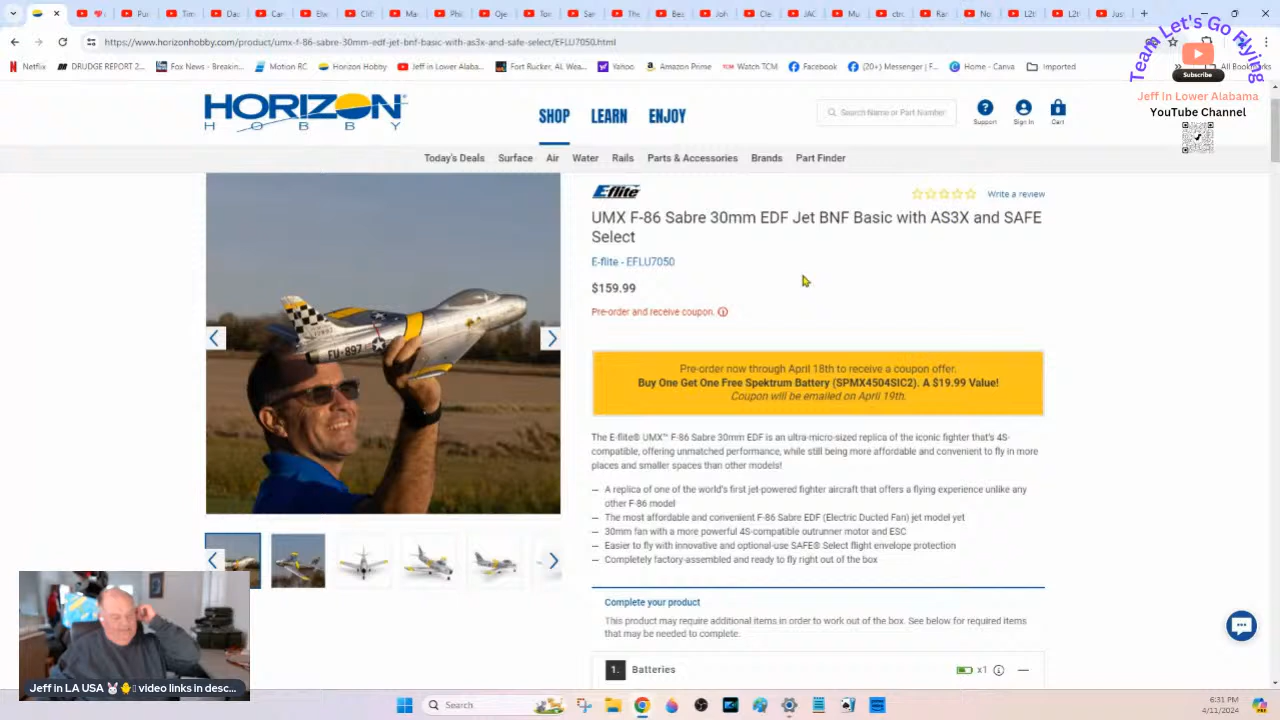 Car
JAC
ctrc
Just
https://www.horizonhobby.com/product/umx-f-86-sabre-30mm-edf-jet-bnf-basic-with-as3x-and-safe-select/EFLU7050.html
Netflix
DRUDGE REPORT 2...
Fox News - Breakin...
Motion RC
Horizon Hobby
Jeff in Lower Alaba...
Fort Rucker, AL Wea...
Yahoo
Amazon Prime
TCM Watch TCM
Facebook
(20+) Messenger | F...
Home - Canva
Imported
All Bookmarks
Team Let's Go Flying
Subscribe
Jeff In Lower Alabama
YouTube Channel
HORIZON
HOBBY
SHOP LEARN ENJOY
Search Name or Part Number
Support Sign In Cart
Today's Deals Surface Air Water Rails Parts & Accessories Brands Part Finder
E-flite
Write a review
UMX F-86 Sabre 30mm EDF Jet BNF Basic with AS3X and SAFE
Select
E-flite - EFLU7050
$159.99
Pre-order and receive coupon.
FU-897
Pre-order now through April 18th to receive a coupon offer.
Buy One Get One Free Spektrum Battery (SPMX4504SIC2). A $19.99 Value!
Coupon will be emailed on April 19th.
The E-flite® UMX™ F-86 Sabre 30mm EDF is an ultra-micro-sized replica of the iconic fighter that's 4S-
compatible, offering unmatched performance, while still being more affordable and convenient to fly in more
places and smaller spaces than other models!
– A replica of one of the world's first jet-powered fighter aircraft that offers a flying experience unlike any
other F-86 model
– The most affordable and convenient F-86 Sabre EDF (Electric Ducted Fan) jet model yet
– 30mm fan with a more powerful 4S-compatible outrunner motor and ESC
– Easier to fly with innovative and optional-use SAFE® Select flight envelope protection
– Completely factory-assembled and ready to fly right out of the box
Complete your product
This product may require additional items in order to work out of the box. See below for required items
that may be needed to complete.
1. Batteries
x1
Jeff in LA USA video links in desc...
Search
6:31 PM
4/11/2024